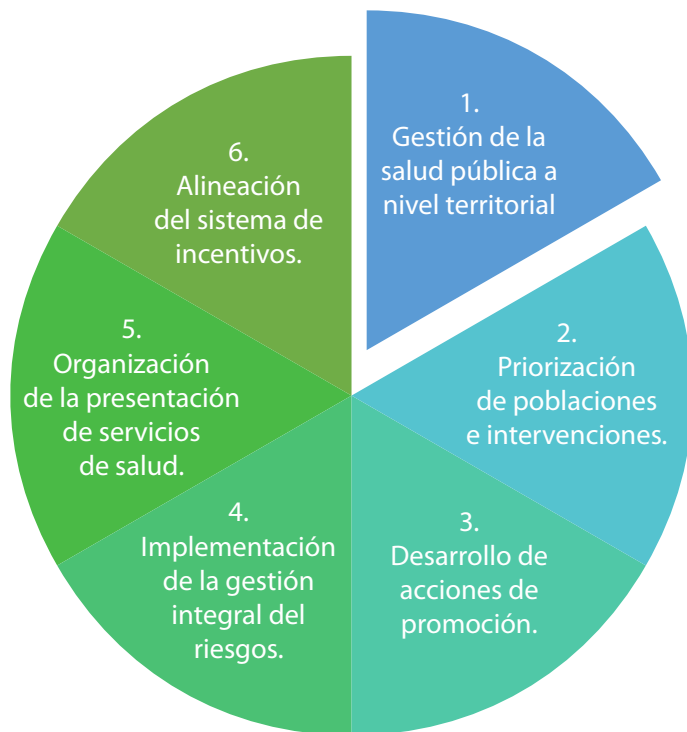 1.
Gestión de la
salud pública a
nivel territorial
2.
Priorización
de poblaciones
e intervenciones.
3.
Desarrollo de
acciones de
promoción.
4.
Implementación
de la gestión
integral del
riesgos.
5.
Organización
de la presentación
de servicios
de salud.
6.
Alineación
del sistema de
incentivos.